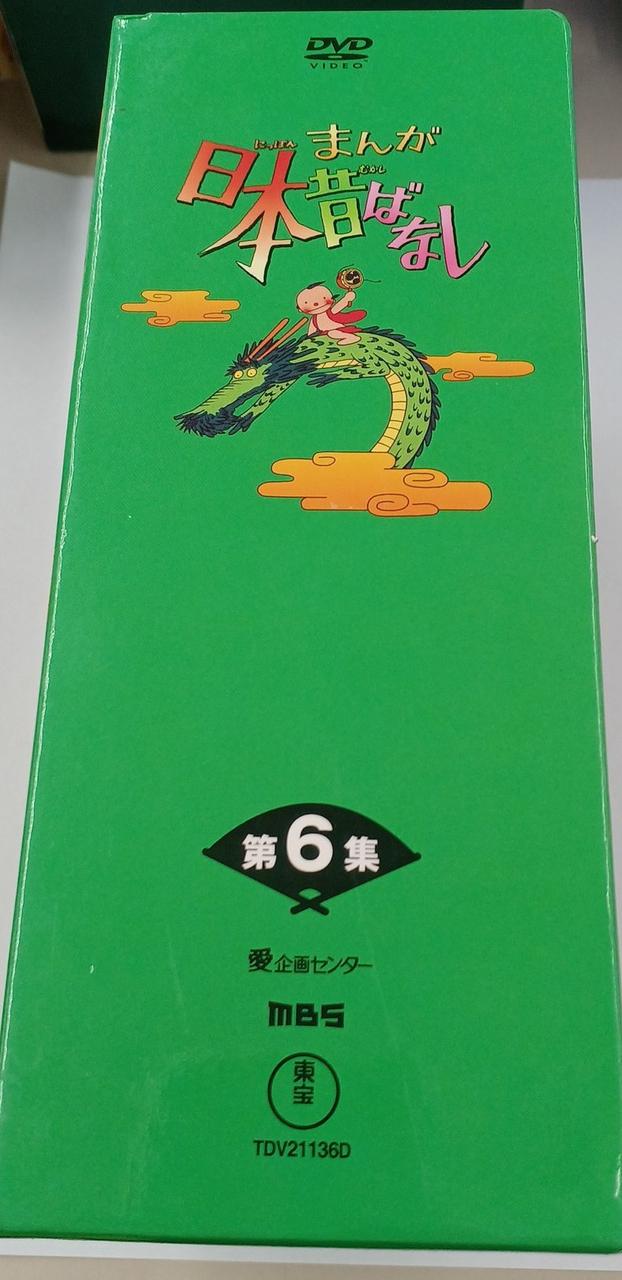 DVD
VIDEO
まんが
にっぽん むかし
日本昔ばなし
第6集
愛企画センター
MBS
東宝
TDV21136D